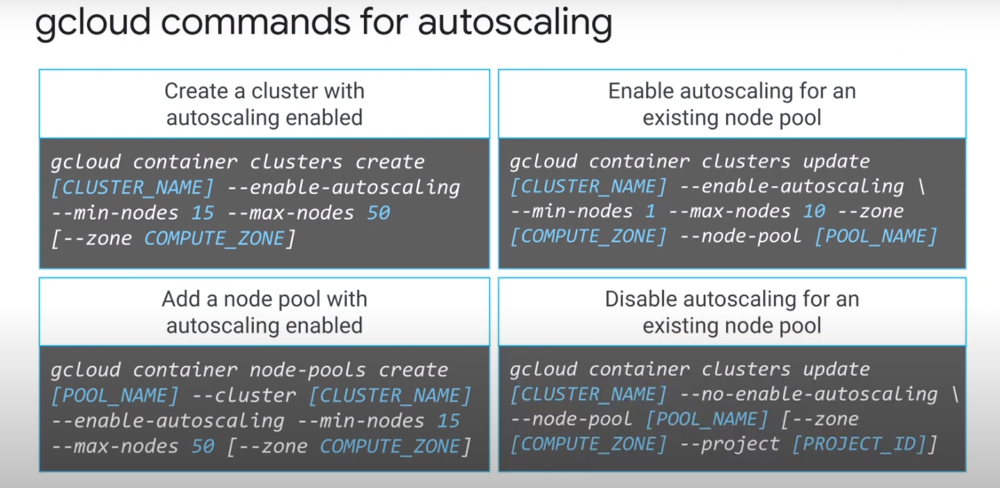 gcloud commands for autoscaling
Create a cluster with
autoscaling enabled
gcloud container clusters create
[CLUSTER_NAME] --enable-autoscaling
--min-nodes 15 --max-nodes 50
[--zone COMPUTE_ZONE]
Enable autoscaling for an
existing node pool
gcloud container clusters update
[CLUSTER_NAME] --enable-autoscaling \
--min-nodes 1 --max-nodes 10 --zone
[COMPUTE_ZONE] --node-pool [POOL_NAME]
Add a node pool with
autoscaling enabled
gcloud container node-pools create
[POOL_NAME] --cluster [CLUSTER_NAME]
--enable-autoscaling --min-nodes 15
--max-nodes 50 [--zone COMPUTE_ZONE]
Disable autoscaling for an
existing node pool
gcloud container clusters update
[CLUSTER_NAME] --no-enable-autoscaling \
--node-pool [POOL_NAME] [--zone
[COMPUTE_ZONE] --project [PROJECT_ID]]